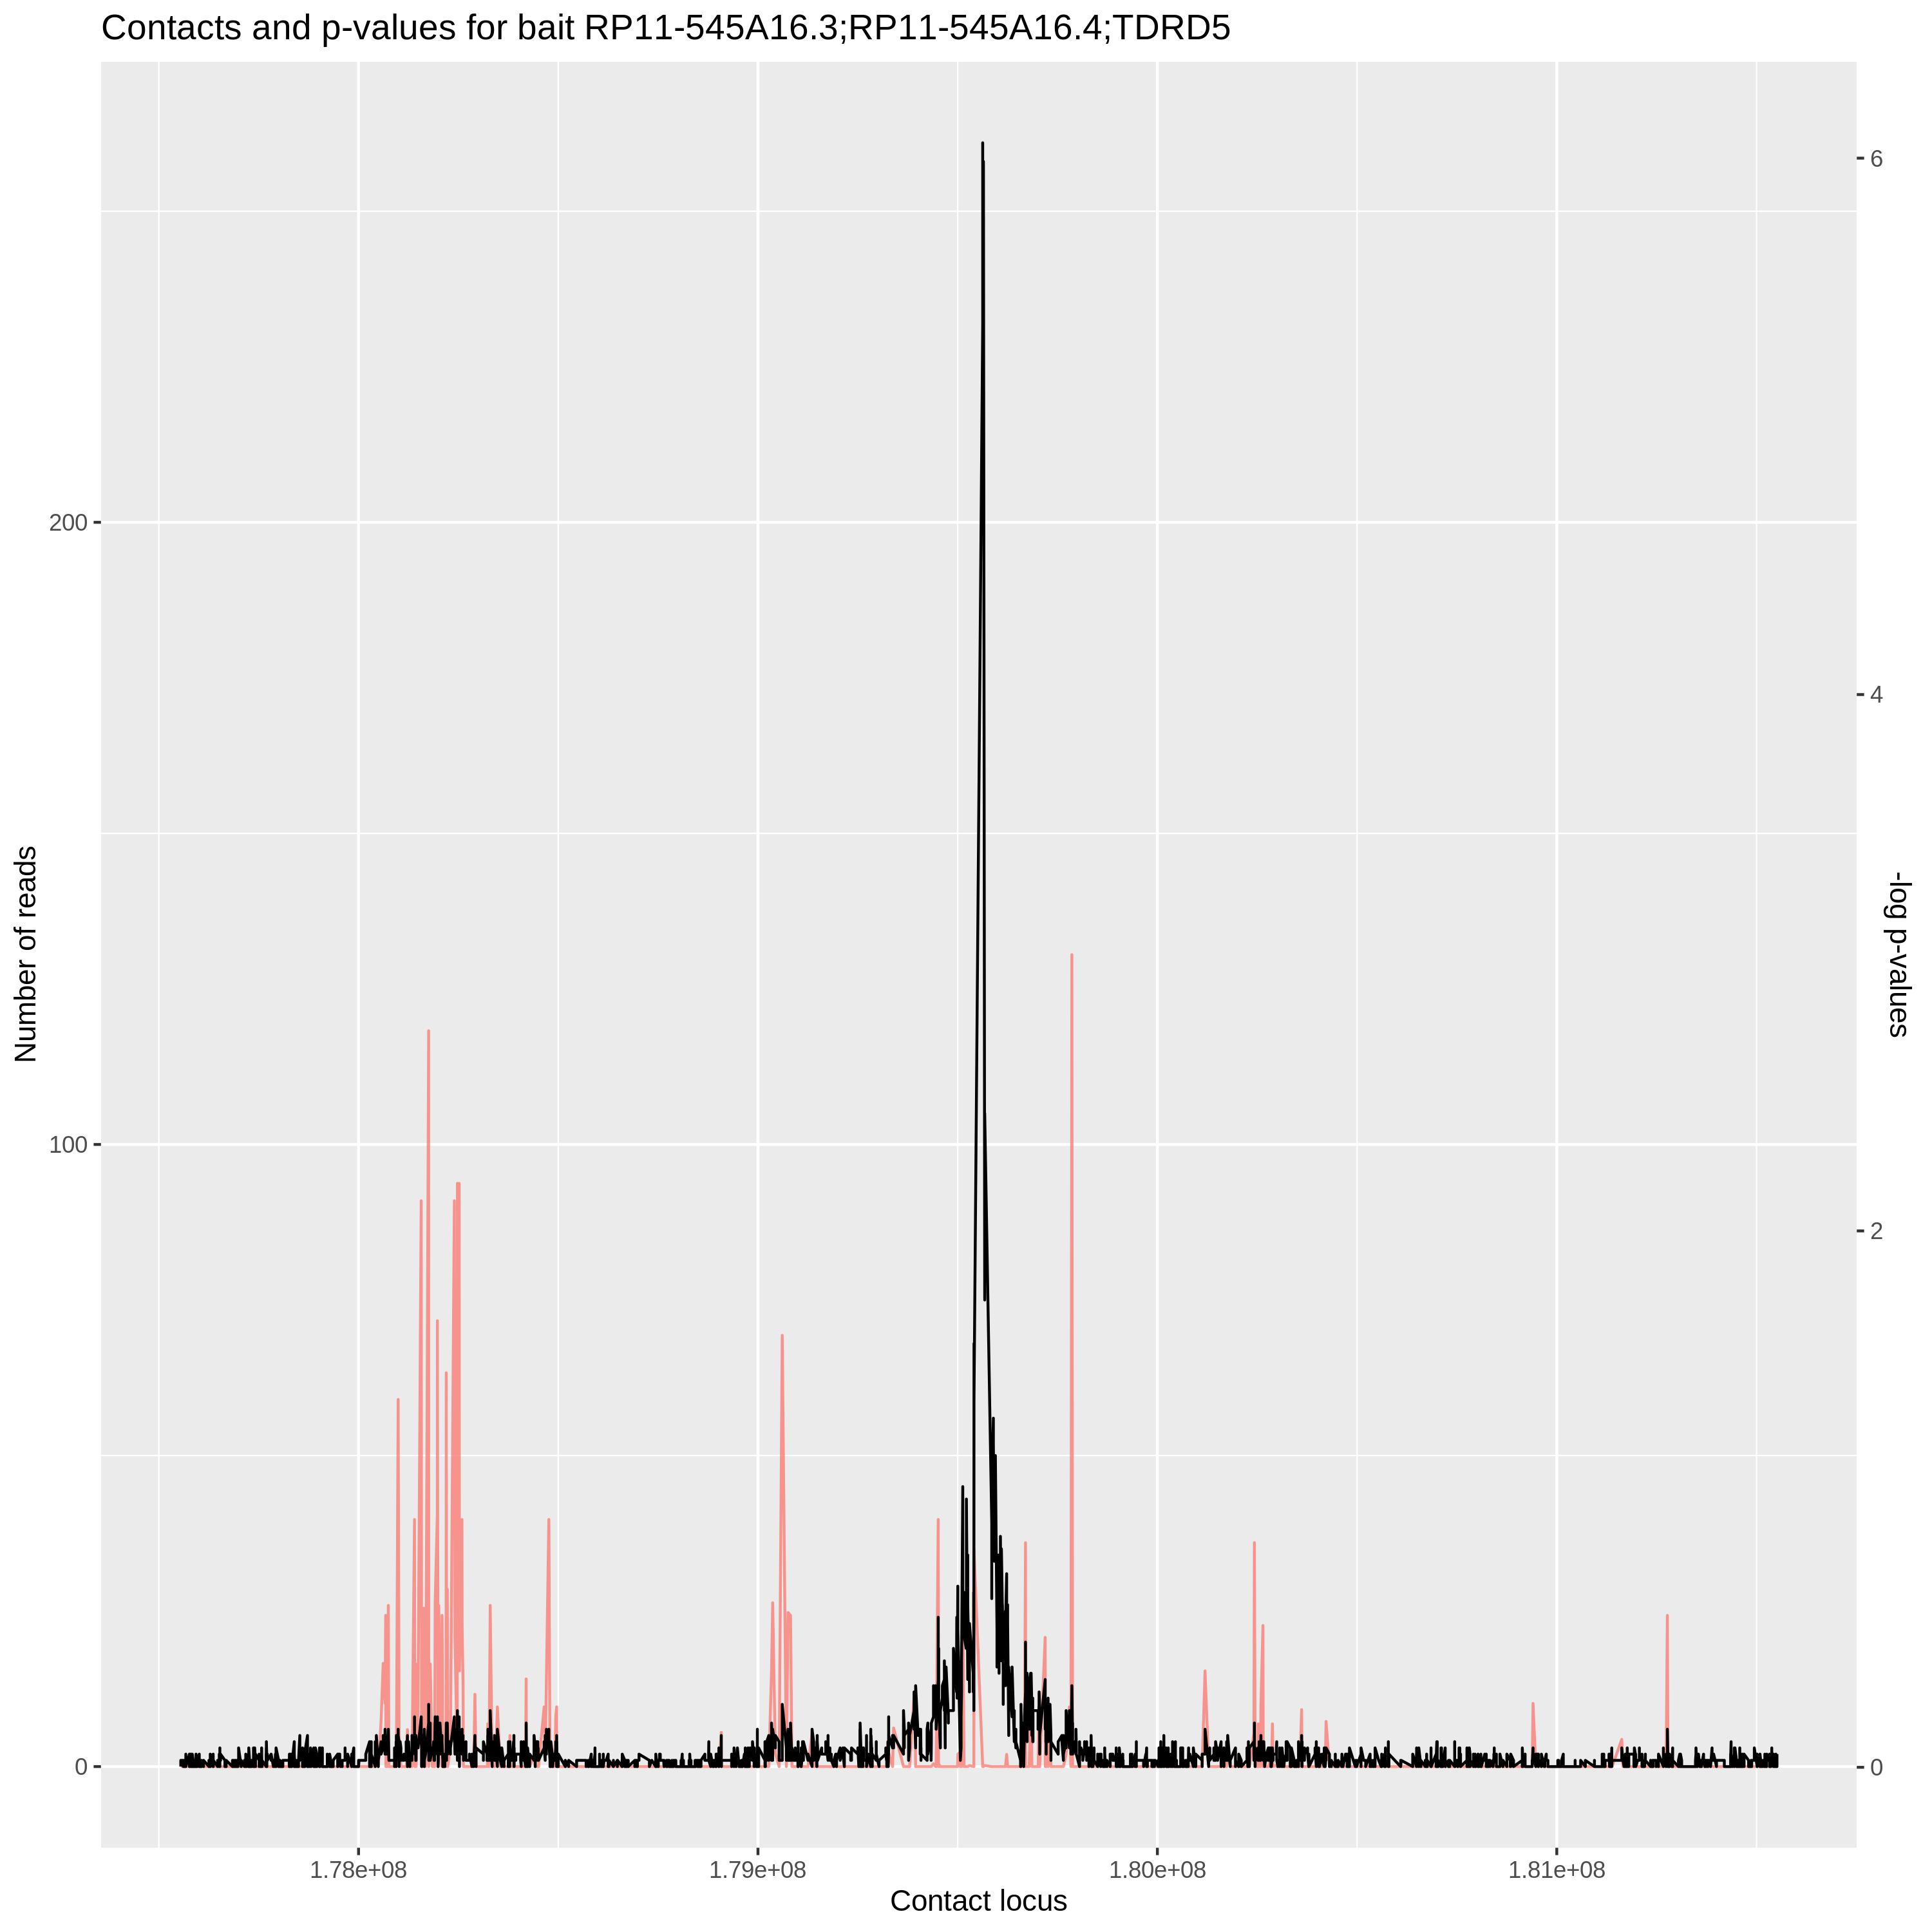 Contacts and p-values for bait RP11-545A16.3;RP11-545A16.4;TDRD5
6
200
4
Number of reads
-log p-values
100
2
0
0
1.78e+08
1.79e+08
1.80e+08
1.81e+08
Contact locus